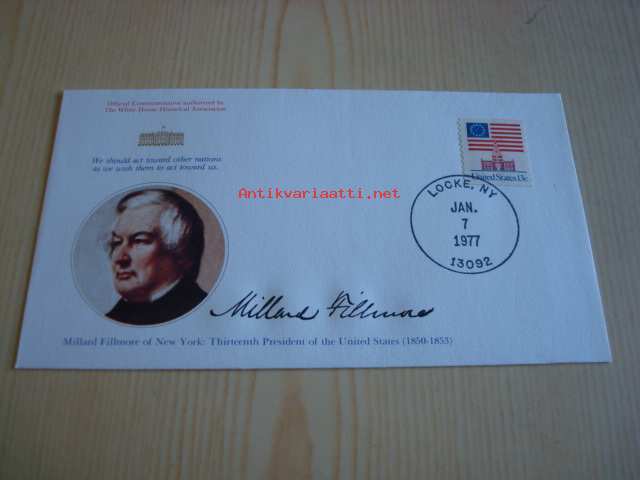 Official Commemorative authorized by
The White House Historical Association
We should act toward other nations
as we wish them to act toward us.
Antikvariaatti.net
United States 13c
LOCKE, NY
JAN.
7
1977
13092
Millard Fillmore
Millard Fillmore of New York: Thirteenth President of the United States (1850-1853)